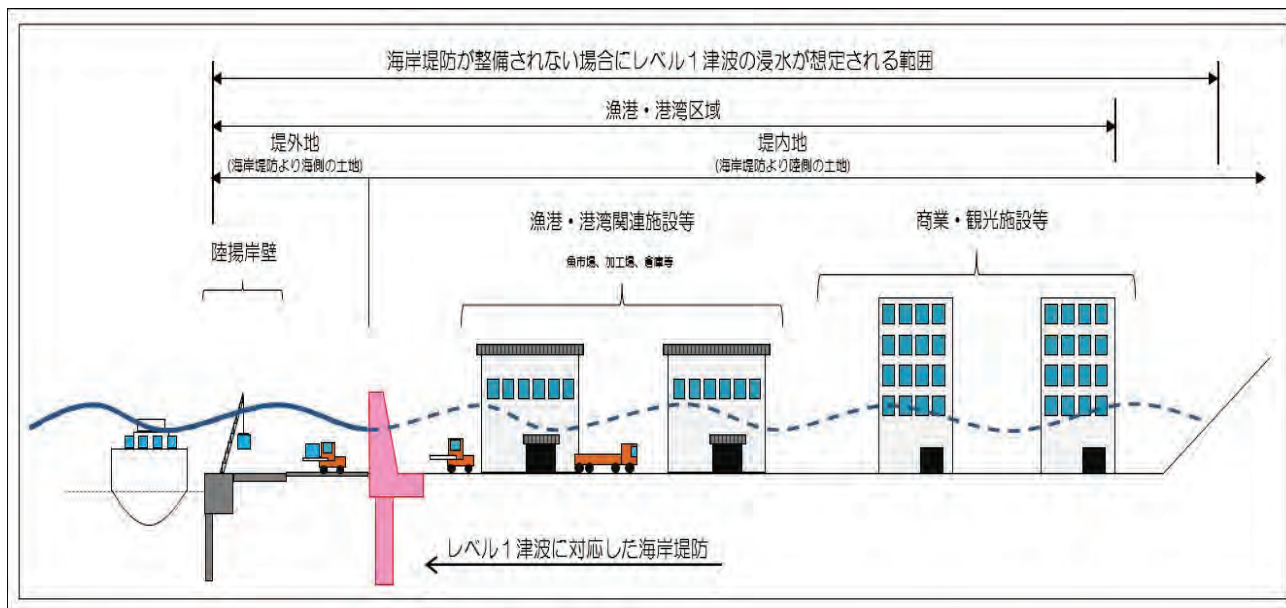 海岸堤防が整備されない場合にレベル1津波の浸水が想定される範囲
漁港・港湾区域
堤外地
(海岸堤防より海側の土地)
堤内地
(海岸堤防より陸側の土地)
陸揚岸壁
漁港・港湾関連施設等
魚市場、加工場、倉庫等
商業・観光施設等
レベル1津波に対応した海岸堤防